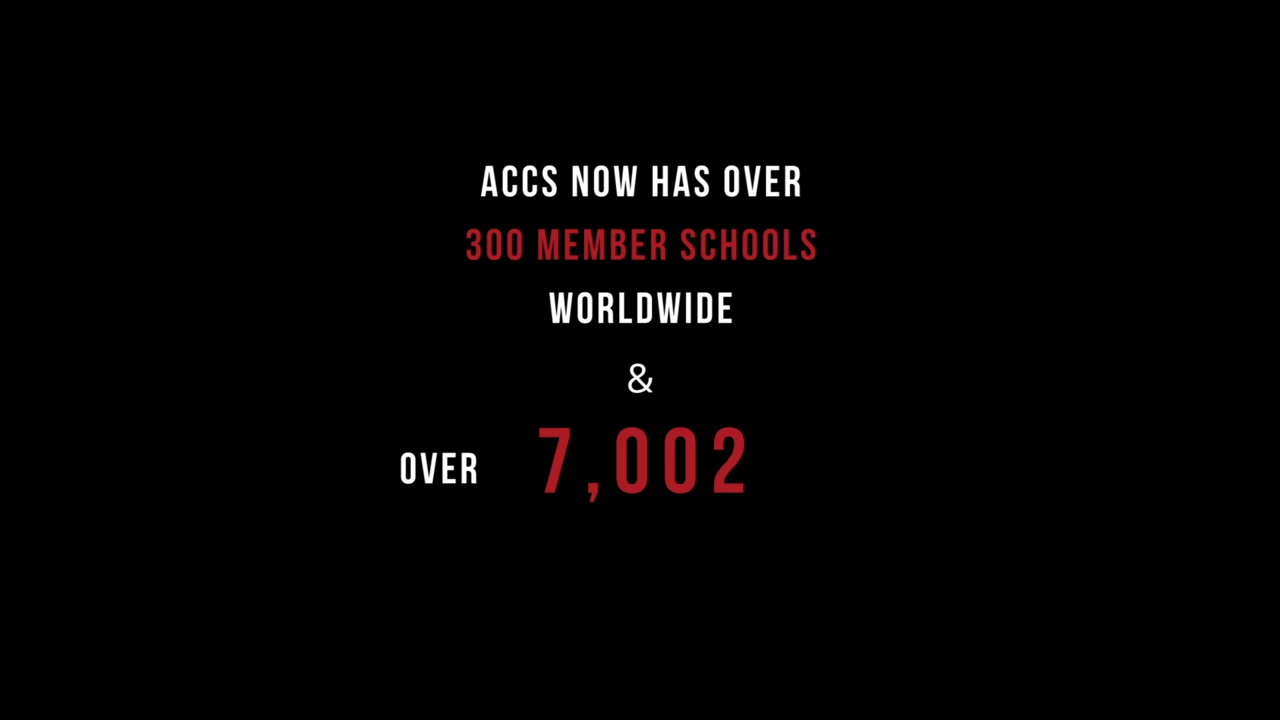 ACCS NOW HAS OVER
300 MEMBER SCHOOLS
WORLDWIDE
&
OVER 7,002